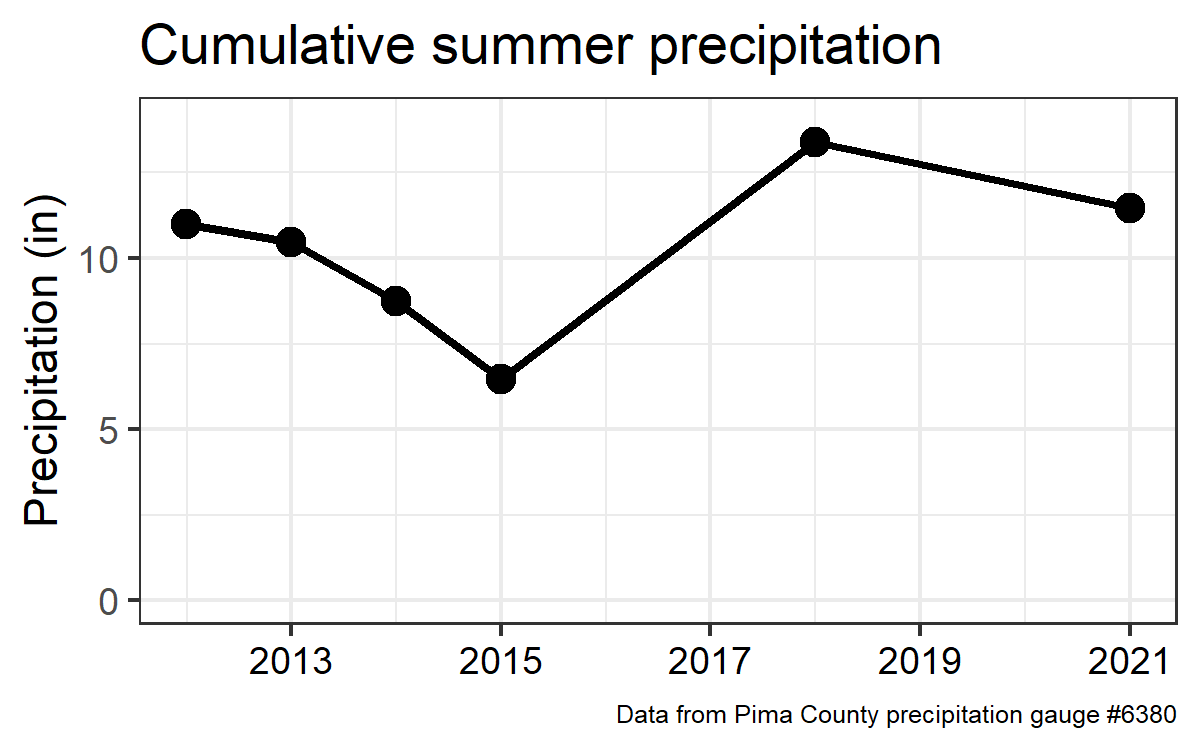 Cumulative summer precipitation
Precipitation (in)
10
5
0
2013 2015 2017 2019 2021
Data from Pima County precipitation gauge #6380